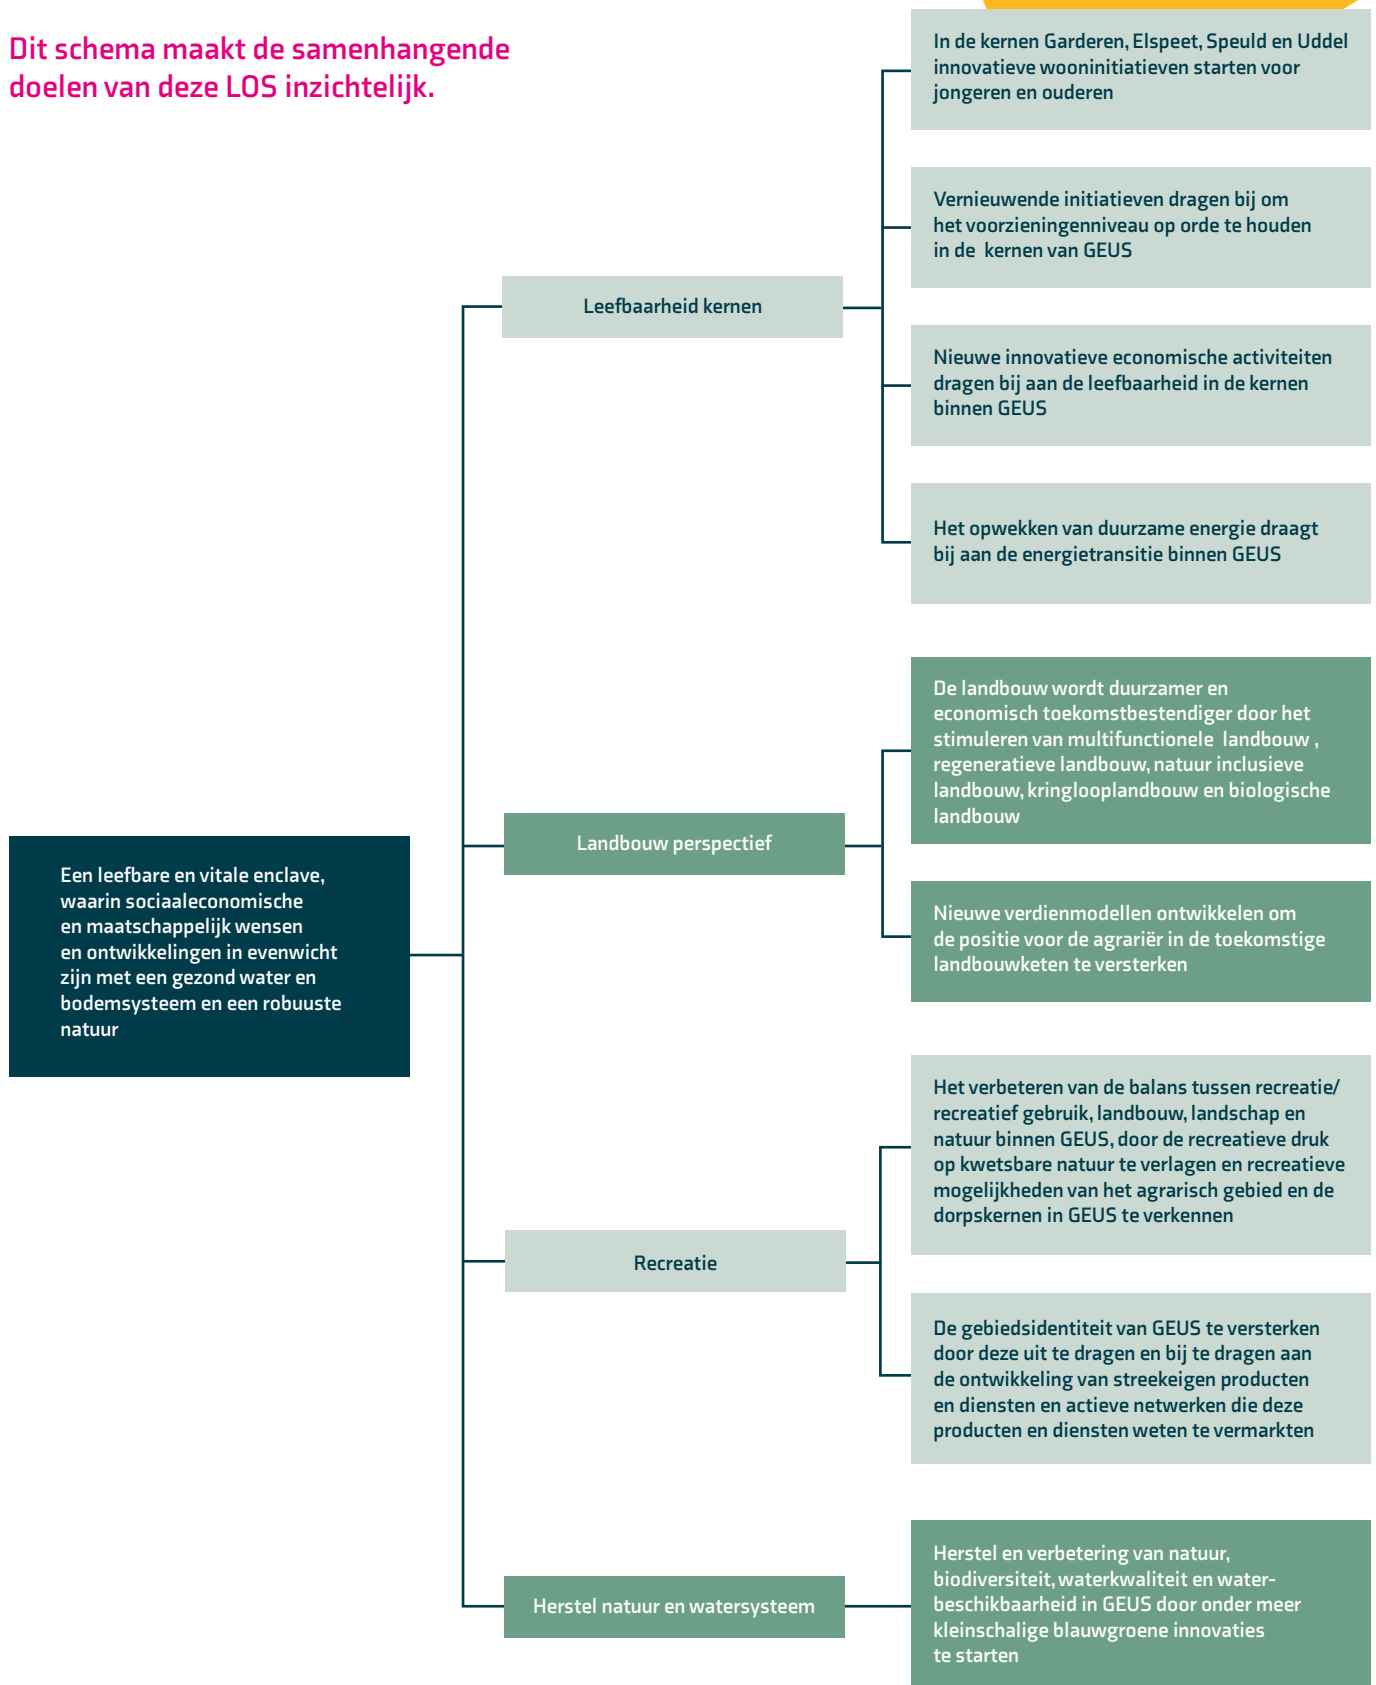 Dit schema maakt de samenhangende
doelen van deze LOS inzichtelijk.
Een leefbare en vitale enclave,
waarin sociaaleconomische
en maatschappelijk wensen
en ontwikkelingen in evenwicht
zijn met een gezond water en
bodemsysteem en een robuuste
natuur
Leefbaarheid kernen
In de kernen Garderen, Elspeet, Speuld en Uddel
innovatieve wooninitiatieven starten voor
jongeren en ouderen
Vernieuwende initiatieven dragen bij om
het voorzieningenniveau op orde te houden
in de kernen van GEUS
Nieuwe innovatieve economische activiteiten
dragen bij aan de leefbaarheid in de kernen
binnen GEUS
Het opwekken van duurzame energie draagt
bij aan de energietransitie binnen GEUS
Landbouw perspectief
De landbouw wordt duurzamer en
economisch toekomstbestendiger door het
stimuleren van multifunctionele landbouw ,
regeneratieve landbouw, natuur inclusieve
landbouw, kringlooplandbouw en biologische
landbouw
Nieuwe verdienmodellen ontwikkelen om
de positie voor de agrariër in de toekomstige
landbouwketen te versterken
Recreatie
Het verbeteren van de balans tussen recreatie/
recreatief gebruik, landbouw, landschap en
natuur binnen GEUS, door de recreatieve druk
op kwetsbare natuur te verlagen en recreatieve
mogelijkheden van het agrarisch gebied en de
dorpskernen in GEUS te verkennen
De gebiedsidentiteit van GEUS te versterken
door deze uit te dragen en bij te dragen aan
de ontwikkeling van streekeigen producten
en diensten en actieve netwerken die deze
producten en diensten weten te vermarkten
Herstel natuur en watersysteem
Herstel en verbetering van natuur,
biodiversiteit, waterkwaliteit en water-
beschikbaarheid in GEUS door onder meer
kleinschalige blauwgroene innovaties
te starten